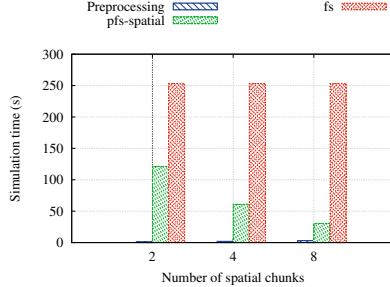 Preprocessing
pfs-spatial
fs
300
250
200
150
100
50
0
Simulation time (s)
2 4 8
Number of spatial chunks